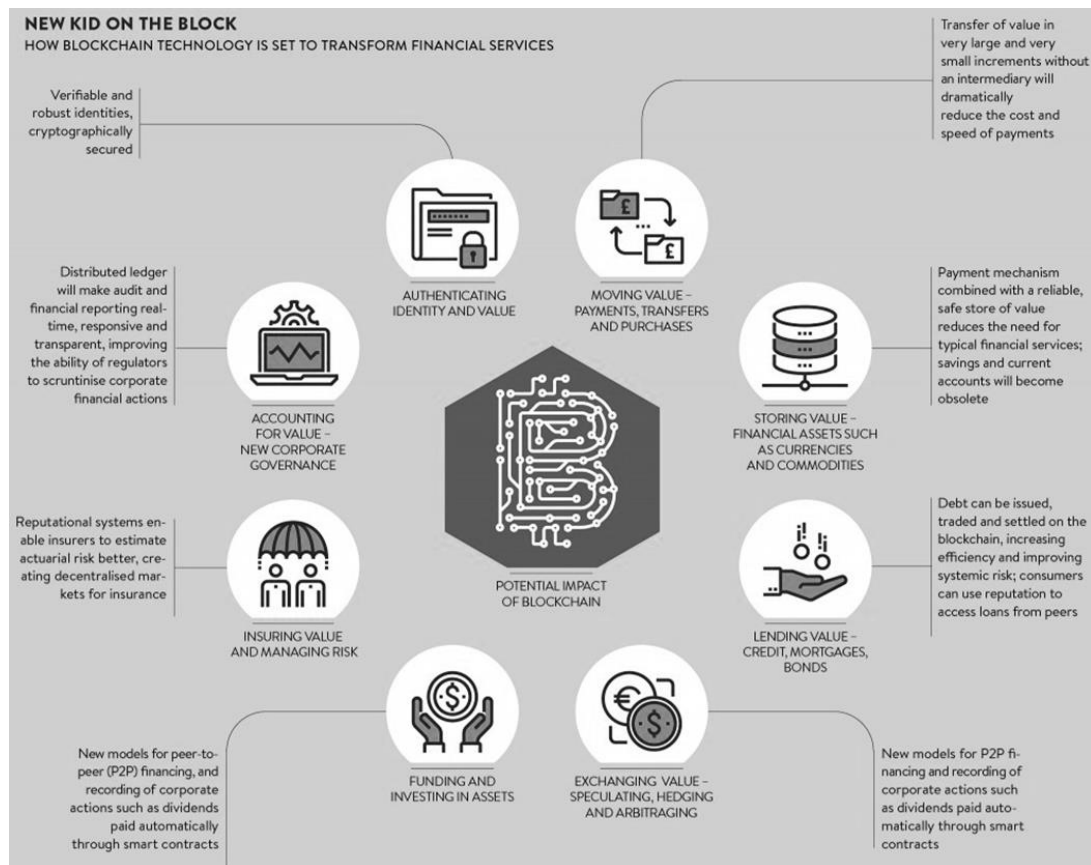 NEW KID ON THE BLOCK
HOW BLOCKCHAIN TECHNOLOGY IS SET TO TRANSFORM FINANCIAL SERVICES
Verifiable and
robust identities,
cryptographically
secured
AUTHENTICATING
IDENTITY AND VALUE
Transfer of value in
very large and very
small increments without
an intermediary will
dramatically
reduce the cost and
speed of payments
£
£
MOVING VALUE –
PAYMENTS, TRANSFERS
AND PURCHASES
Distributed ledger
will make audit and
financial reporting real-
time, responsive and
transparent, improving
the ability of regulators
to scruntinise corporate
financial actions
ACCOUNTING
FOR VALUE –
NEW CORPORATE
GOVERNANCE
Payment mechanism
combined with a reliable,
safe store of value
reduces the need for
typical financial services;
savings and current
accounts will become
obsolete
STORING VALUE –
FINANCIAL ASSETS SUCH
AS CURRENCIES
AND COMMODITIES
B
POTENTIAL IMPACT
OF BLOCKCHAIN
Reputational systems en-
able insurers to estimate
actuarial risk better, cre-
ating decentralised mar-
kets for insurance
INSURING VALUE
AND MANAGING RISK
Debt can be issued,
traded and settled on the
blockchain, increasing
efficiency and improving
systemic risk; consumers
can use reputation to
access loans from peers
LENDING VALUE –
CREDIT, MORTGAGES,
BONDS
$
FUNDING AND
INVESTING IN ASSETS
New models for peer-to-
peer (P2P) financing, and
recording of corporate
actions such as dividends
paid automatically
through smart contracts
€
$
EXCHANGING VALUE –
SPECULATING, HEDGING
AND ARBITRAGING
New models for P2P fi-
nancing and recording of
corporate actions such
as dividends paid auto-
matically through smart
contracts